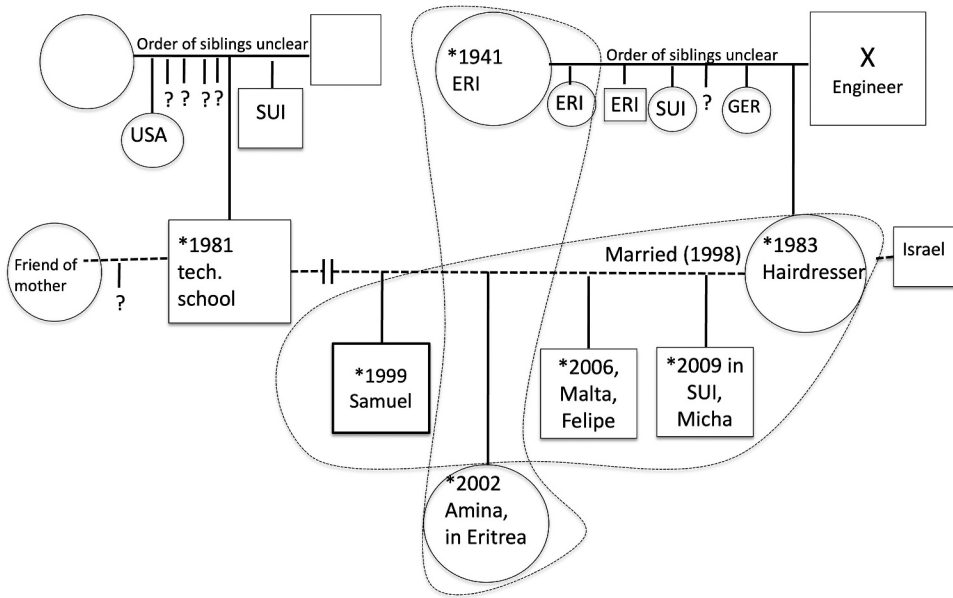 Order of siblings unclear
? ? ? ?
USA
SUI
*1941
ERI
Order of siblings unclear
ERI
ERI
SUI
?
GER
X
Engineer
Friend of
mother
?
*1981
tech.
school
Married (1998)
*1983
Hairdresser
Israel
*1999
Samuel
*2006,
Malta,
Felipe
*2009 in
SUI,
Micha
*2002
Amina,
in Eritrea